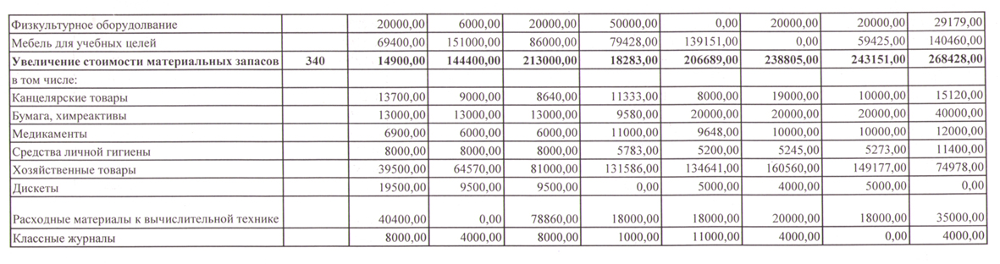 Физкультурное оборудолвание 20000,00 6000,00 20000,00 50000,00 0,00 20000,00 20000,00 29179,00
Мебель для учебных целей 69400,00 151000,00 86000,00 79428,00 139151,00 0,00 59425,00 140460,00
Увеличение стоимости материальных запасов 340 14900,00 144400,00 213000,00 18283,00 206689,00 238805,00 243151,00 268428,00
в том числе:
Канцелярские товары 13700,00 9000,00 8640,00 11333,00 8000,00 19000,00 10000,00 15120,00
Бумага, химреактивы 13000,00 13000,00 13000,00 9580,00 20000,00 20000,00 20000,00 40000,00
Медикаменты 6900,00 6000,00 6000,00 11000,00 9648,00 10000,00 10000,00 12000,00
Средства личной гигиены 8000,00 8000,00 8000,00 5783,00 5200,00 5245,00 5273,00 11400,00
Хозяйственные товары 39500,00 64570,00 81000,00 131586,00 134641,00 160560,00 149177,00 74978,00
Дискеты 19500,00 9500,00 9500,00 0,00 5000,00 4000,00 5000,00 0,00
Расходные материалы к вычислительной технике 40400,00 0,00 78860,00 18000,00 18000,00 20000,00 18000,00 35000,00
Классные журналы 8000,00 4000,00 8000,00 1000,00 11000,00 4000,00 0,00 4000,00